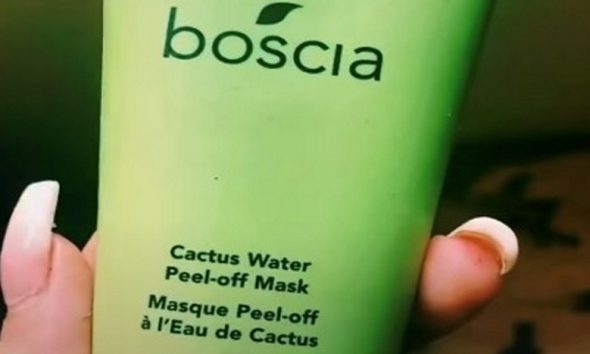 boscia
Cactus Water
Peel-off Mask
Masque Peel-off
à l'Eau de Cactus